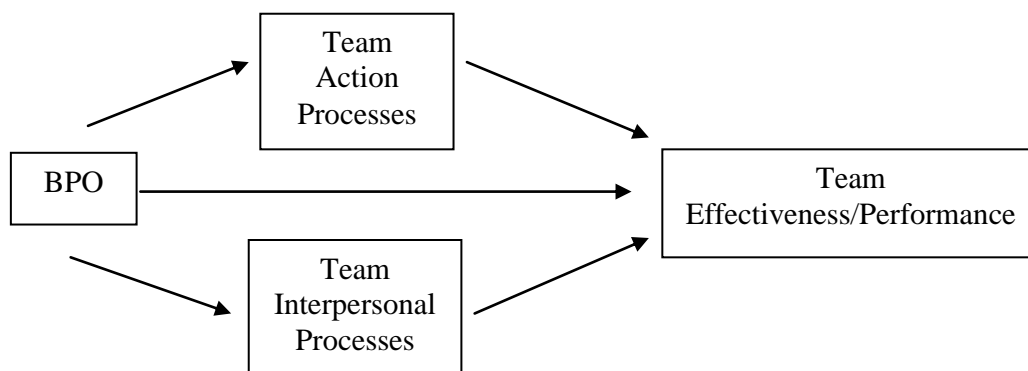 Team
Action
Processes
BPO
Team
Effectiveness/Performance
Team
Interpersonal
Processes